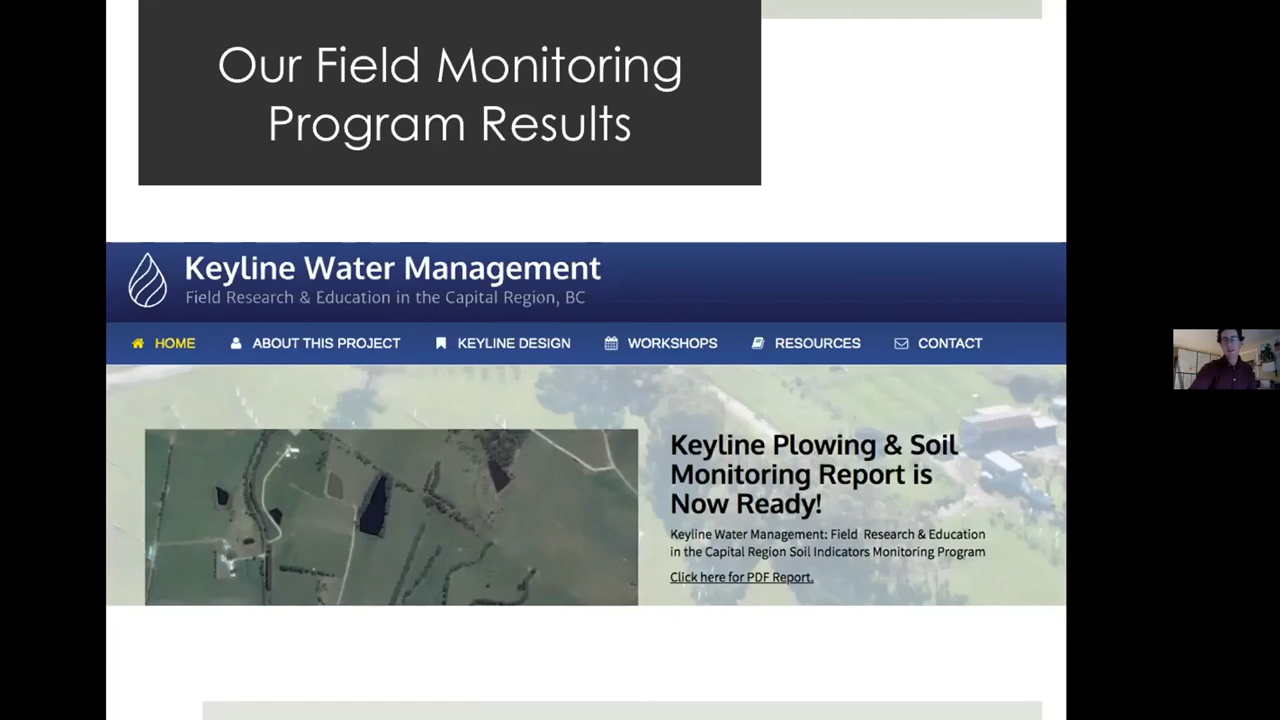 Our Field Monitoring
Program Results
Keyline Water Management
Field Research & Education in the Capital Region, BC
HOME ABOUT THIS PROJECT KEYLINE DESIGN WORKSHOPS RESOURCES CONTACT
Keyline Plowing & Soil
Monitoring Report is
Now Ready!
Keyline Water Management: Field Research & Education
in the Capital Region Soil Indicators Monitoring Program
Click here for PDF Report.